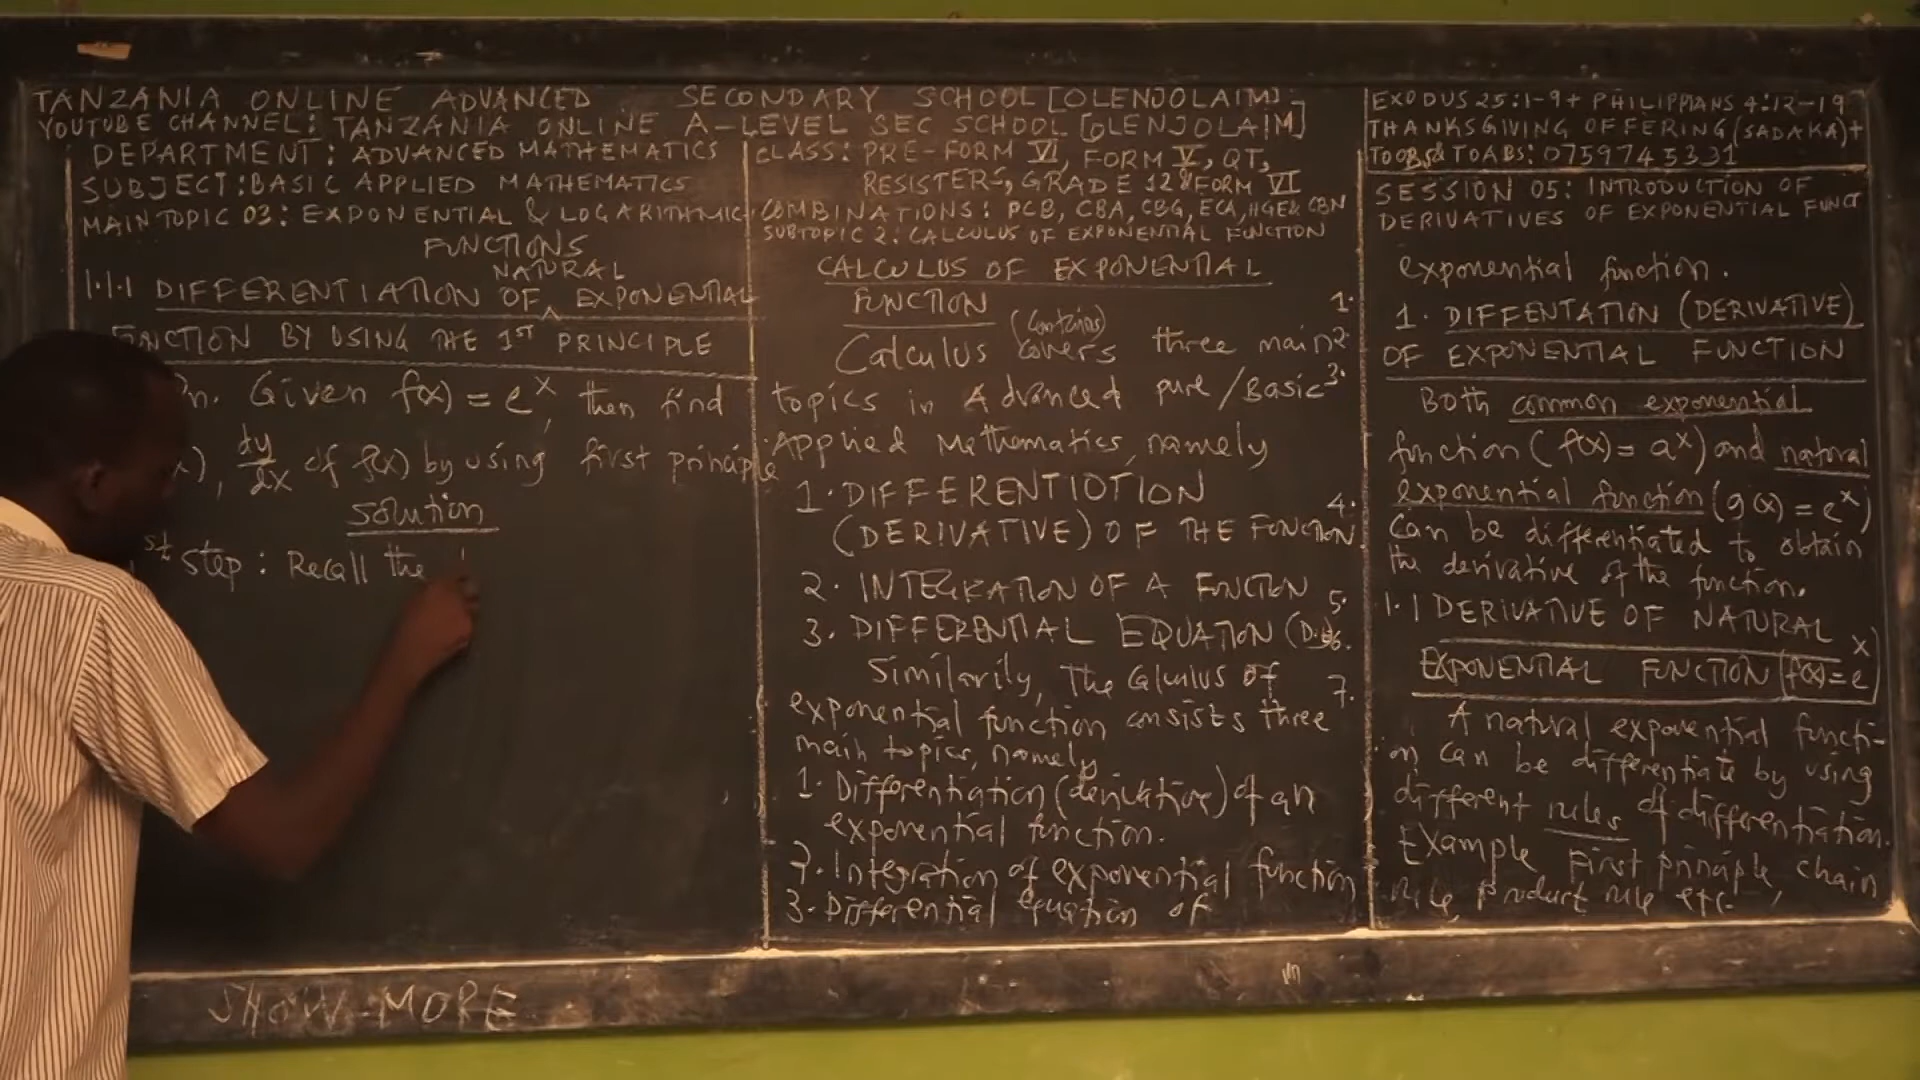 TANZANIA ONLINE ADVANCED SECONDARY SCHOOL [OLENJOLAIM]
YOUTUBE CHANNEL: TANZANIA ONLINE A-LEVEL SEC SCHOOL [OLENJOLAIM]
DEPARTMENT: ADVANCED MATHEMATICS
SUBJECT: BASIC APPLIED MATHEMATICS
MAIN TOPIC 03: EXPONENTIAL & LOGARITHMIC
FUNCTIONS
NATURAL
1.1.1 DIFFERENTIATION OF ^ EXPONENTIAL
FUNCTION BY USING THE 1ST PRINCIPLE
Given f(x) = e^x, then find
dy/dx of f(x) by using first principle
Solution
st step: Recall the
SHOW MORE
CLASS: PRE-FORM VI, FORM V, QT,
RESISTERS, GRADE 12 & FORM VI
COMBINATIONS: PCB, CBA, CBG, ECA, HGE & CBN
SUBTOPIC 2: CALCULUS OF EXPONENTIAL FUNCTION
CALCULUS OF EXPONENTIAL
FUNCTION
(contains)
Calculus covers three main
topics in Advanced pure/Basic
Applied Mathematics, namely
1. DIFFERENTIOTION
(DERIVATIVE) OF THE FUNCTION
2. INTEGRATION OF A FUNCTION
3. DIFFERENTIAL EQUATION (D.E)
Similarily, The Calculus of
exponential function consists three
main topics, namely
1. Differentiation (derivative) of an
exponential function.
2. Integration of exponential function
3. Differential equation of
1.
2.
3.
4.
5.
6.
7.
EXODUS 25:1-9 + PHILIPPIANS 4:12-19
THANKSGIVING OFFERING (SADAKA) +
TOOBS & TOABS: 0759745331
SESSION 05: INTRODUCTION OF
DERIVATIVES OF EXPONENTIAL FUNCT
exponential function.
1. DIFFENTATION (DERIVATIVE)
OF EXPONENTIAL FUNCTION
Both common exponential
function (f(x) = a^x) and natural
exponential function (g(x) = e^x)
can be differentiated to obtain
the derivative of the function.
1.1 DERIVATIVE OF NATURAL
EXPONENTIAL FUNCTION (f(x) = e^x)
A natural exponential functi-
on can be differentiate by using
different rules of differentiation.
Example First principle, chain
rule, product rule etc.